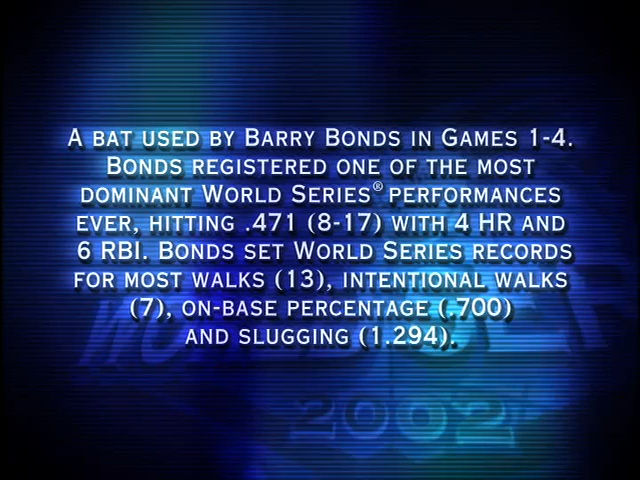 A BAT USED BY BARRY BONDS IN GAMES 1-4.
BONDS REGISTERED ONE OF THE MOST
DOMINANT WORLD SERIES® PERFORMANCES
EVER, HITTING .471 (8-17) WITH 4 HR AND
6 RBI. BONDS SET WORLD SERIES RECORDS
FOR MOST WALKS (13), INTENTIONAL WALKS
(7), ON-BASE PERCENTAGE (.700)
AND SLUGGING (1.294).
WORLD SER
2002